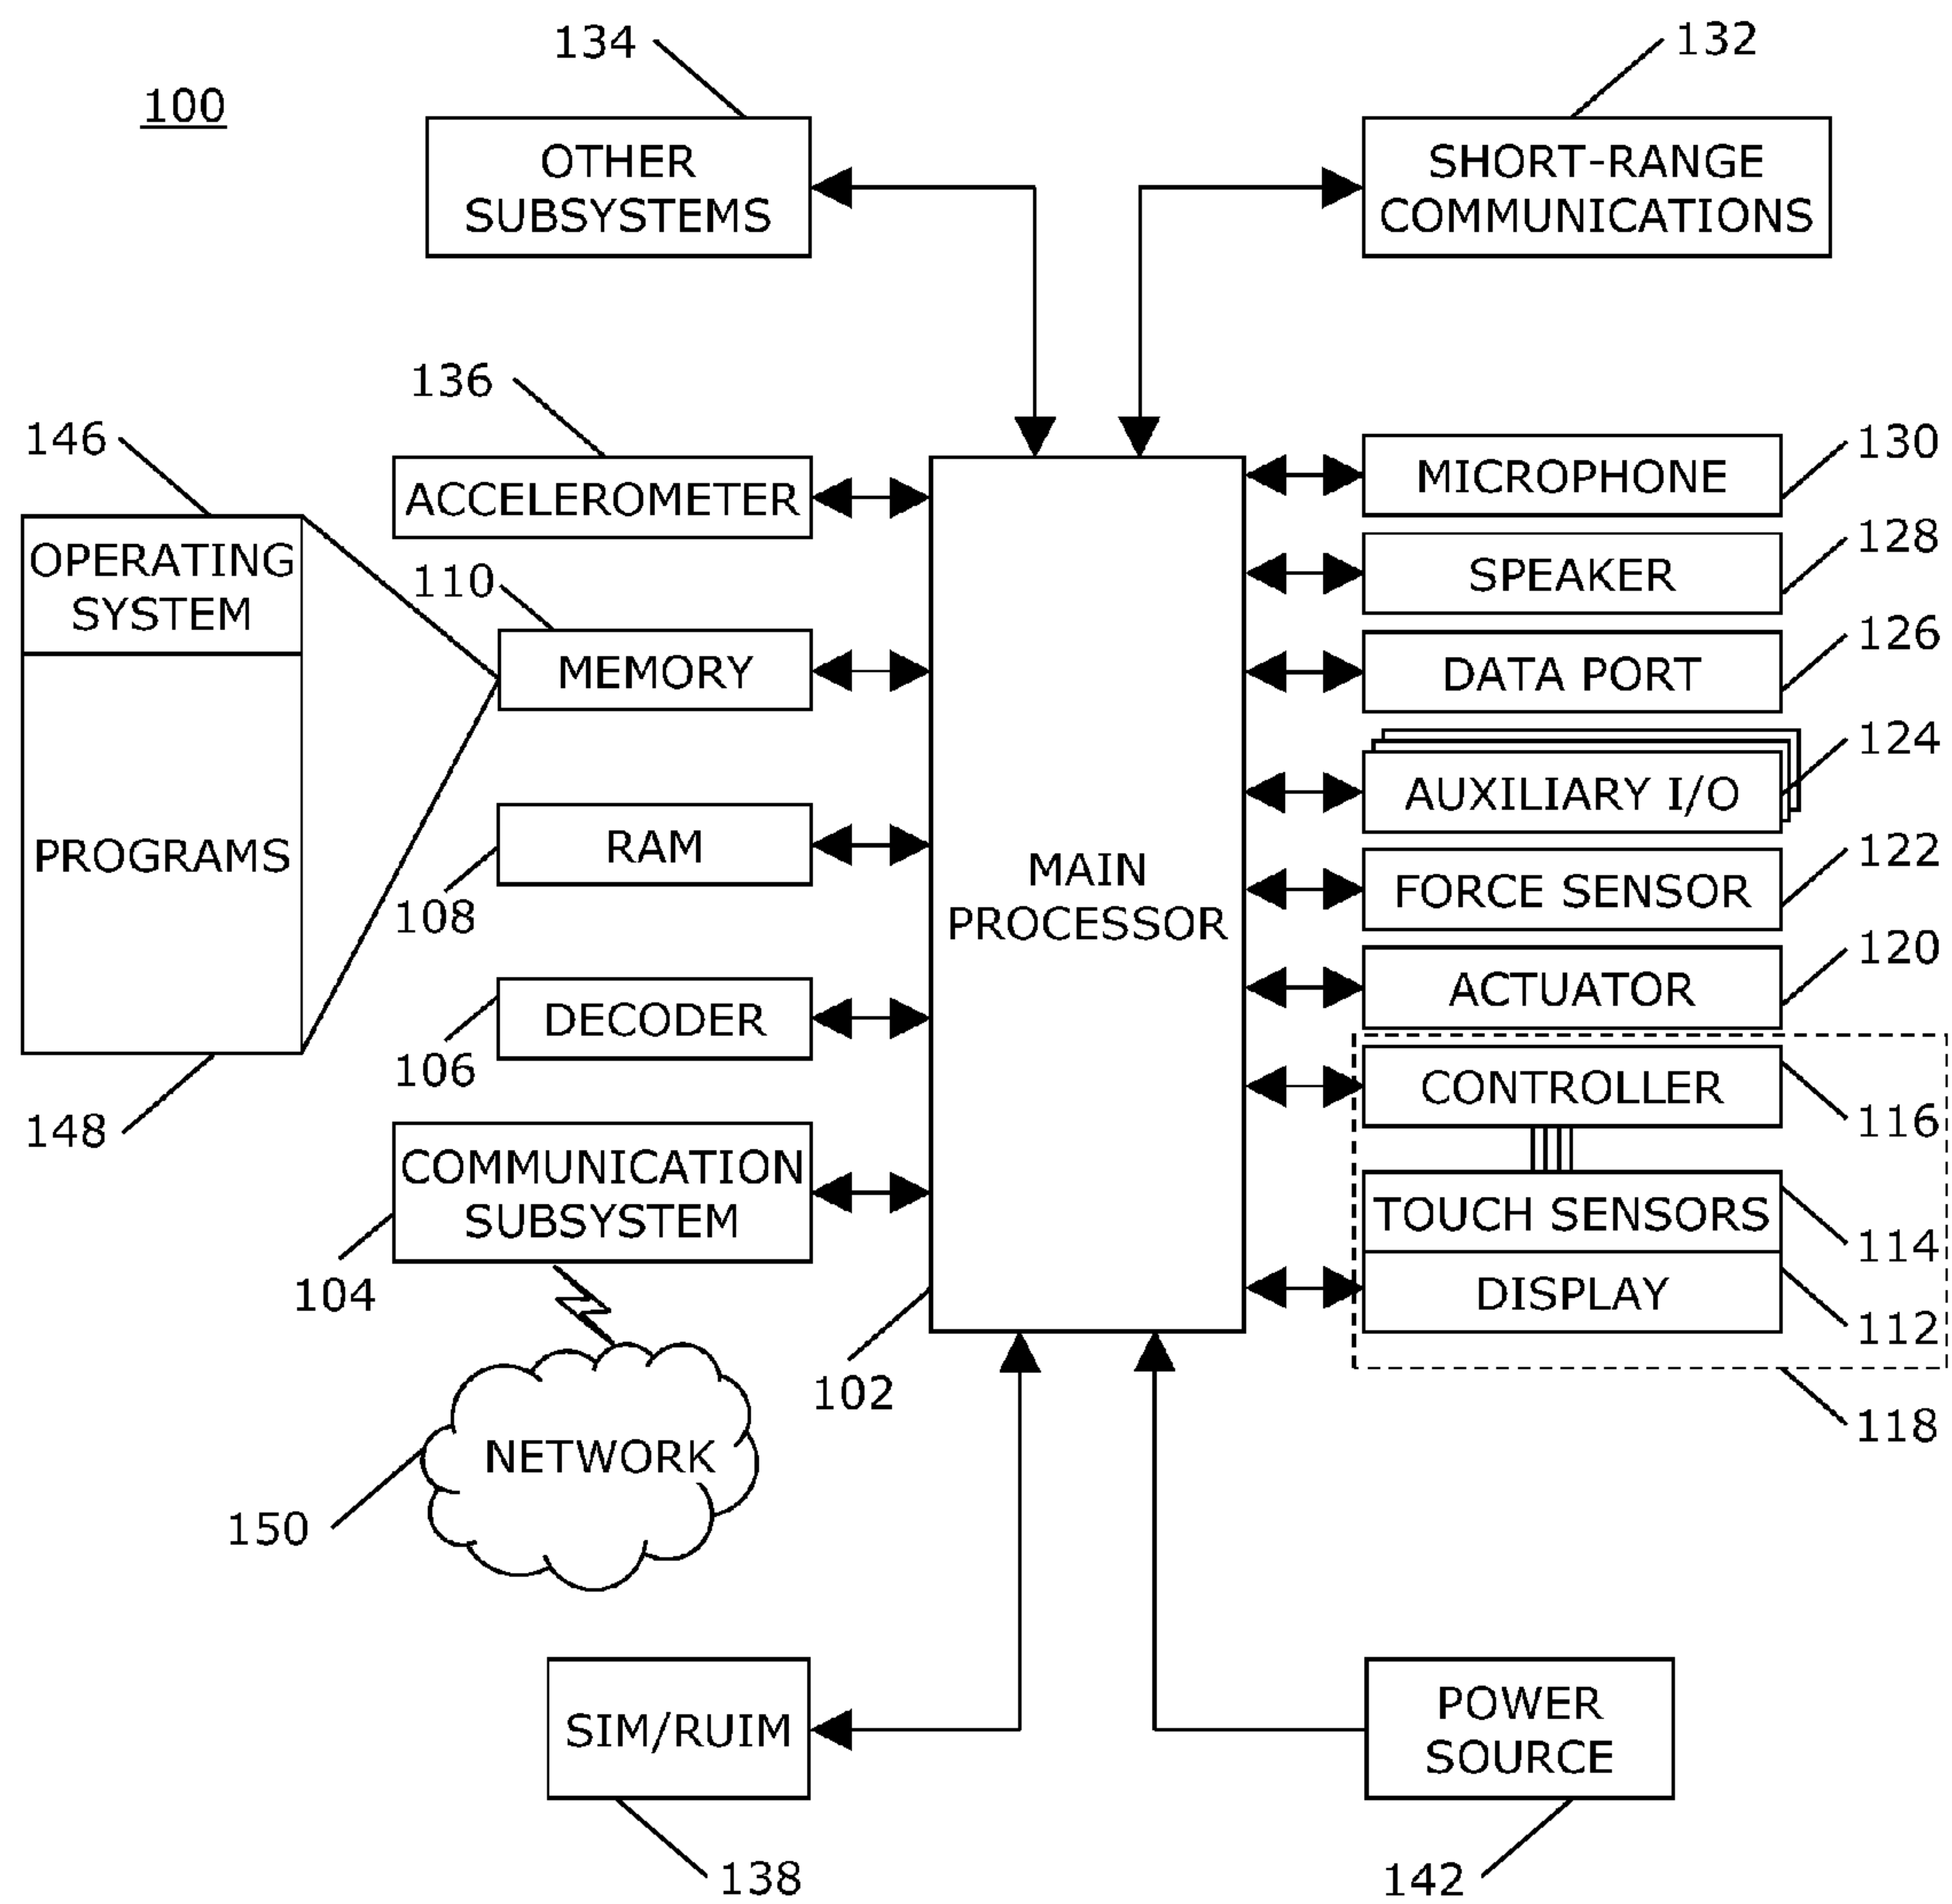 134
132
100
OTHER
SUBSYSTEMS
SHORT-RANGE
COMMUNICATIONS
136
146
130
ACCELEROMETER
MICROPHONE
OPERATING
SYSTEM
110
128
SPEAKER
MEMORY
126
DATA PORT
124
AUXILIARY I/O
PROGRAMS
RAM
108
MAIN
PROCESSOR
122
FORCE SENSOR
120
ACTUATOR
DECODER
106
CONTROLLER
116
148
COMMUNICATION
SUBSYSTEM
104
TOUCH SENSORS
114
DISPLAY
112
102
118
NETWORK
150
SIM/RUIM
POWER
SOURCE
138
142